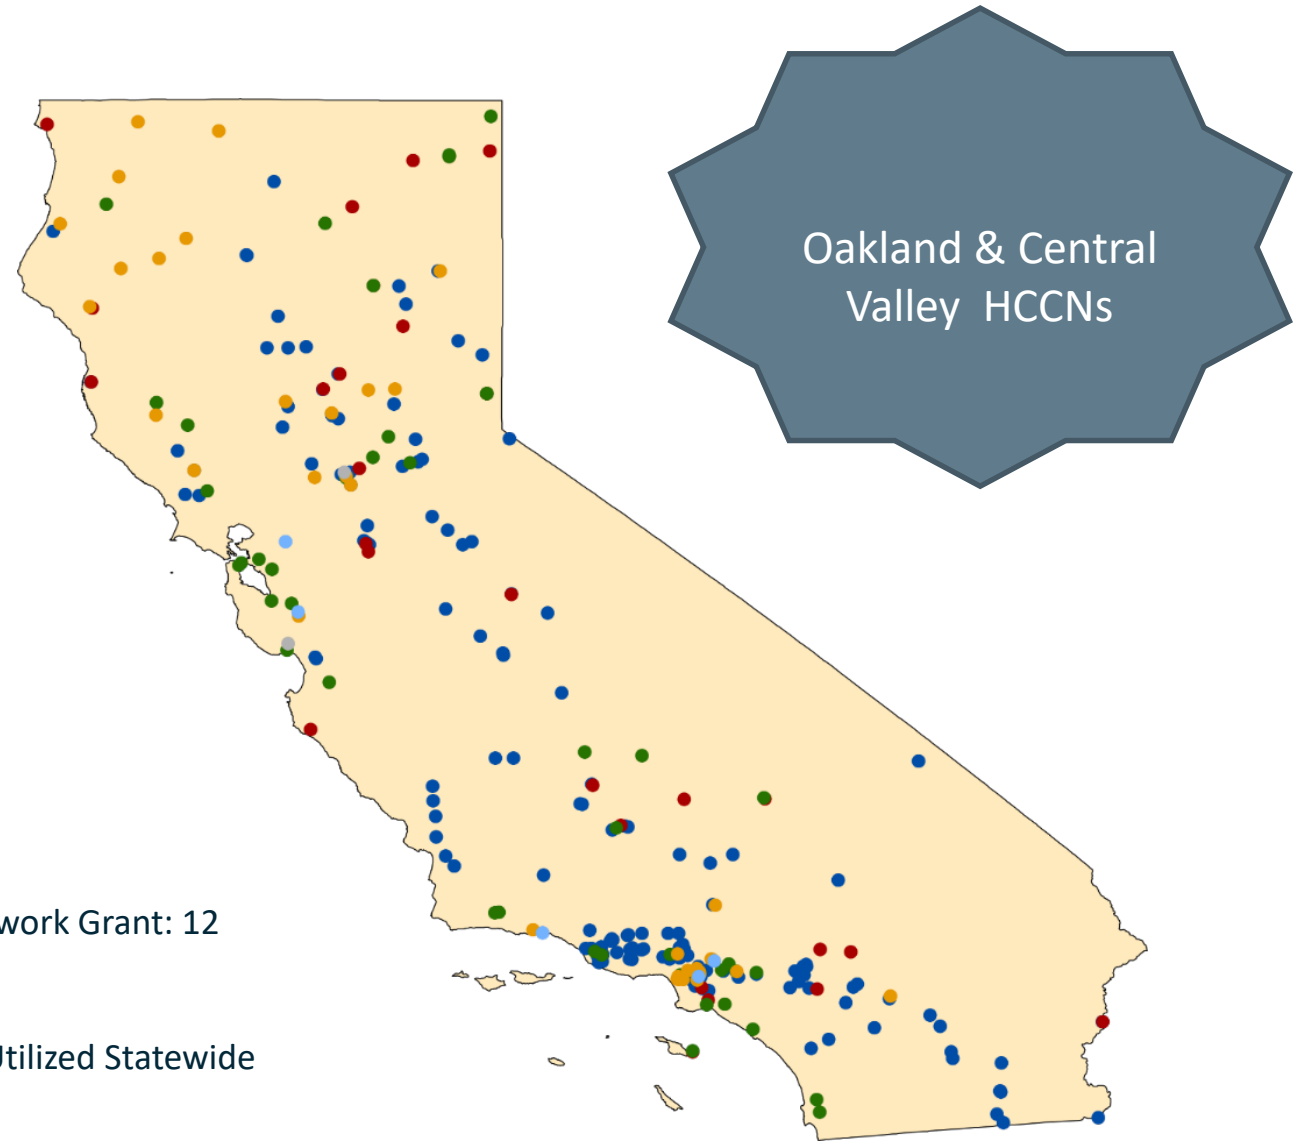 Oakland & Central
Valley HCCNs
work Grant: 12
Utilized Statewide